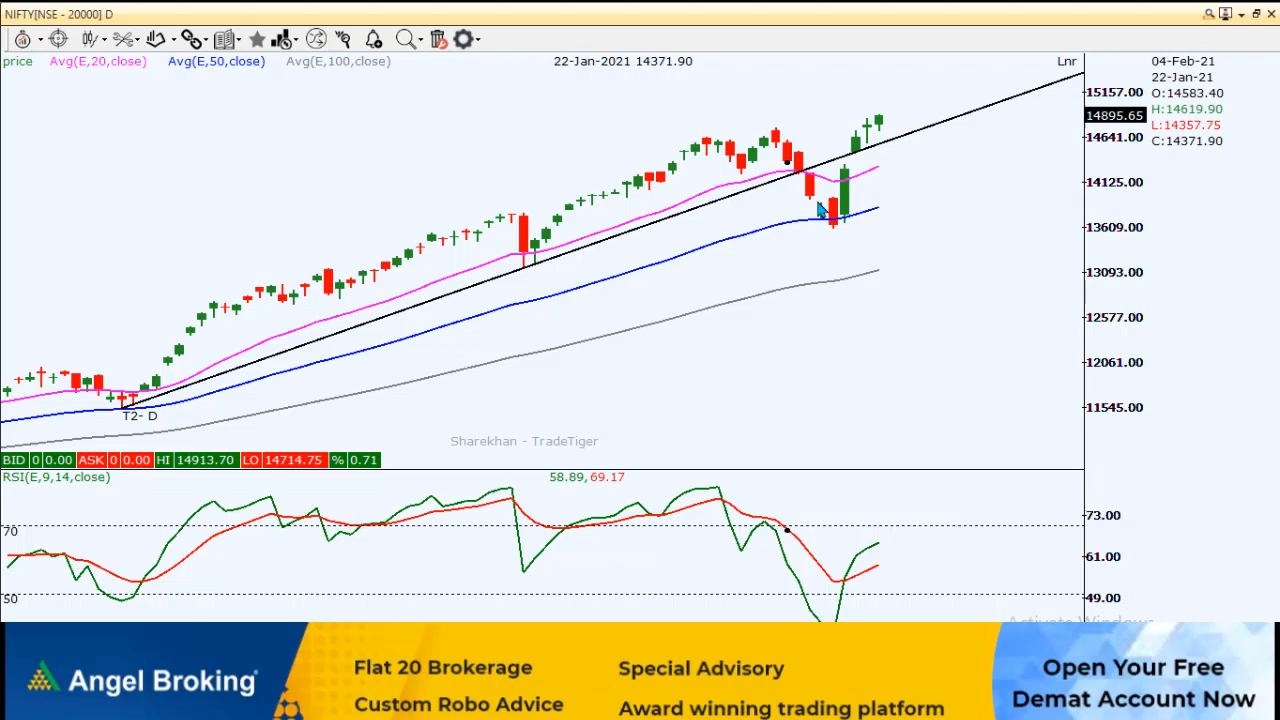 NIFTY[NSE - 20000] D
price Avg(E,20,close) Avg(E,50,close) Avg(E,100,close) 22-Jan-2021 14371.90 Lnr
04-Feb-21
22-Jan-21
O:14583.40
H:14619.90
L:14357.75
C:14371.90
15157.00
14895.65
14641.00
14125.00
13609.00
13093.00
12577.00
12061.00
11545.00
T2- D
Sharekhan - TradeTiger
BID 0 0.00 ASK 0 0.00 HI 14913.70 LO 14714.75 % 0.71
RSI(E,9,14,close) 58.89,69.17
73.00
70
61.00
50
49.00
Activate Windows
Angel Broking
Flat 20 Brokerage
Special Advisory
Custom Robo Advice
Award winning trading platform
Open Your Free
Demat Account Now